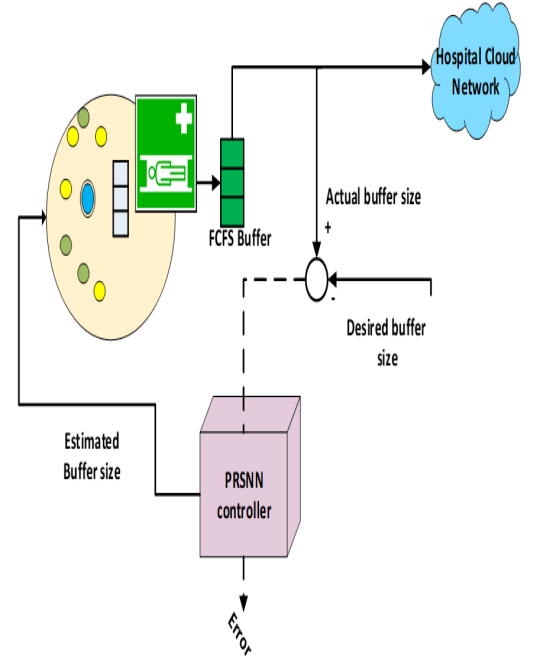 Hospital Cloud
Network
Actual buffer size
+
FCFS Buffer
-
Desired buffer
size
Estimated
Buffer size
PRSNN
controller
Error